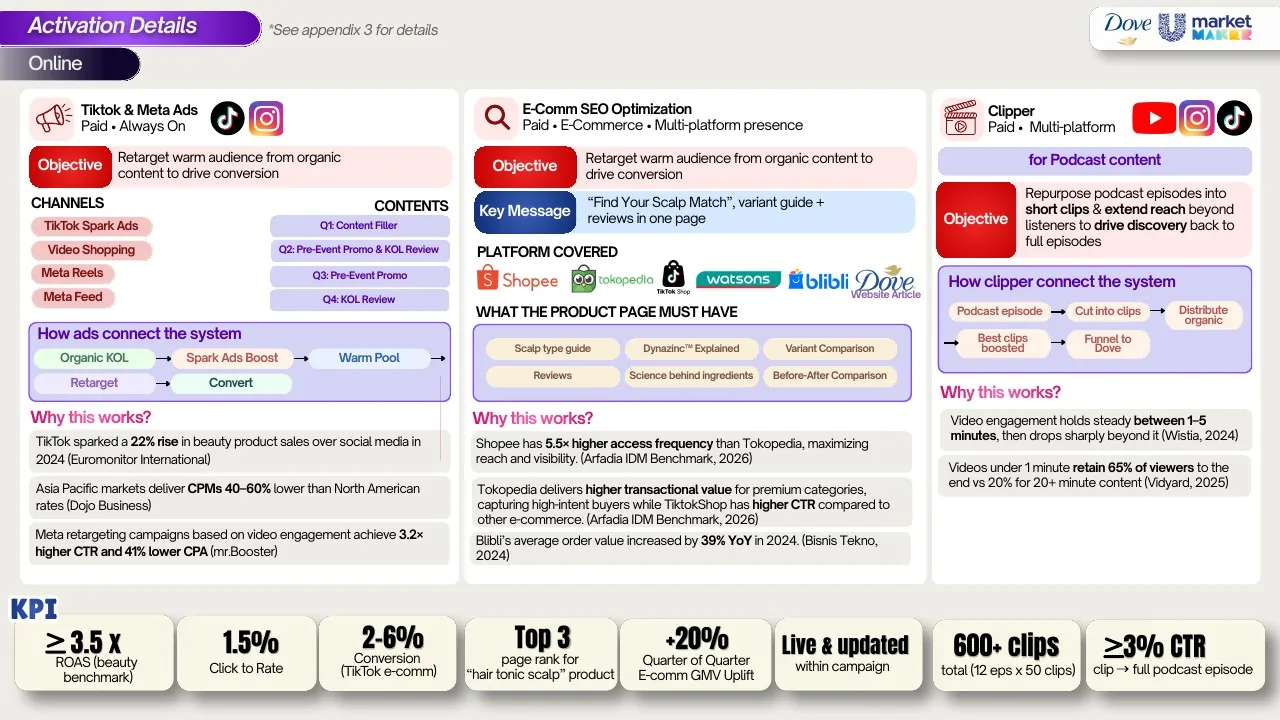 Activation Details
*See appendix 3 for details
Dove
market
MAKER
Online
Tiktok & Meta Ads
Paid • Always On
Objective
Retarget warm audience from organic
content to drive conversion
CHANNELS
TikTok Spark Ads
Video Shopping
Meta Reels
Meta Feed
CONTENTS
Q1: Content Filler
Q2: Pre-Event Promo & KOL Review
Q3: Pre-Event Promo
Q4: KOL Review
How ads connect the system
Organic KOL
Spark Ads Boost
Warm Pool
Retarget
Convert
Why this works?
TikTok sparked a 22% rise in beauty product sales over social media in
2024 (Euromonitor International)
Asia Pacific markets deliver CPMs 40–60% lower than North American
rates (Dojo Business)
Meta retargeting campaigns based on video engagement achieve 3.2×
higher CTR and 41% lower CPA (mr.Booster)
E-Comm SEO Optimization
Paid • E-Commerce • Multi-platform presence
Objective
Retarget warm audience from organic content to
drive conversion
Key Message
“Find Your Scalp Match”, variant guide +
reviews in one page
PLATFORM COVERED
Shopee
tokopedia
TikTok Shop
watsons
blibli
Dove
Website Article
WHAT THE PRODUCT PAGE MUST HAVE
Scalp type guide
Dynazinc™ Explained
Variant Comparison
Reviews
Science behind ingredients
Before-After Comparison
Why this works?
Shopee has 5.5× higher access frequency than Tokopedia, maximizing
reach and visibility. (Arfadia IDM Benchmark, 2026)
Tokopedia delivers higher transactional value for premium categories,
capturing high-intent buyers while TiktokShop has higher CTR compared to
other e-commerce. (Arfadia IDM Benchmark, 2026)
Blibli’s average order value increased by 39% YoY in 2024. (Bisnis Tekno,
2024)
Clipper
Paid • Multi-platform
for Podcast content
Objective
Repurpose podcast episodes into
short clips & extend reach beyond
listeners to drive discovery back to
full episodes
How clipper connect the system
Podcast episode
Cut into clips
Distribute
organic
Best clips
boosted
Funnel to
Dove
Why this works?
Video engagement holds steady between 1–5
minutes, then drops sharply beyond it (Wistia, 2024)
Videos under 1 minute retain 65% of viewers to the
end vs 20% for 20+ minute content (Vidyard, 2025)
KPI
≥ 3.5 x
ROAS (beauty
benchmark)
1.5%
Click to Rate
2-6%
Conversion
(TikTok e-comm)
Top 3
page rank for
“hair tonic scalp” product
+20%
Quarter of Quarter
E-comm GMV Uplift
Live & updated
within campaign
600+ clips
total (12 eps x 50 clips)
≥3% CTR
clip → full podcast episode